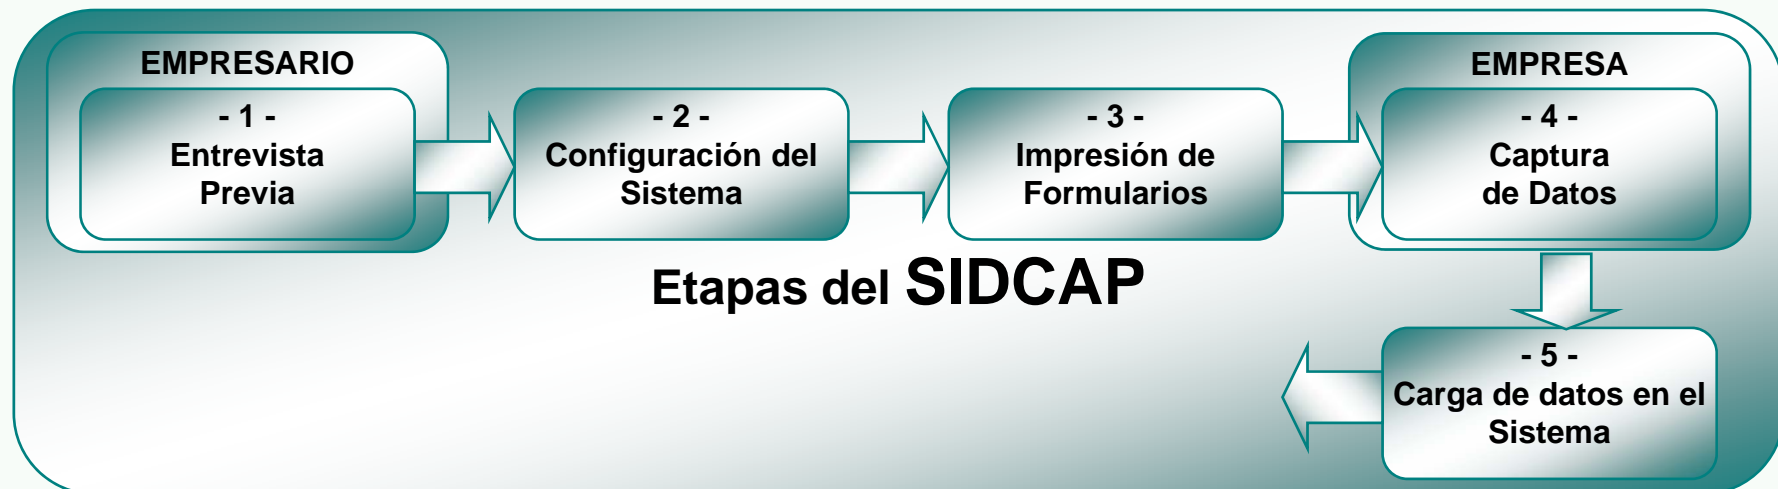 EMPRESARIO
- 1 -
Entrevista
Previa
- 2 -
Configuración del
Sistema
- 3 -
Impresión de
Formularios
EMPRESA
- 4 -
Captura
de Datos
Etapas del SIDCAP
- 5 -
Carga de datos en el
Sistema